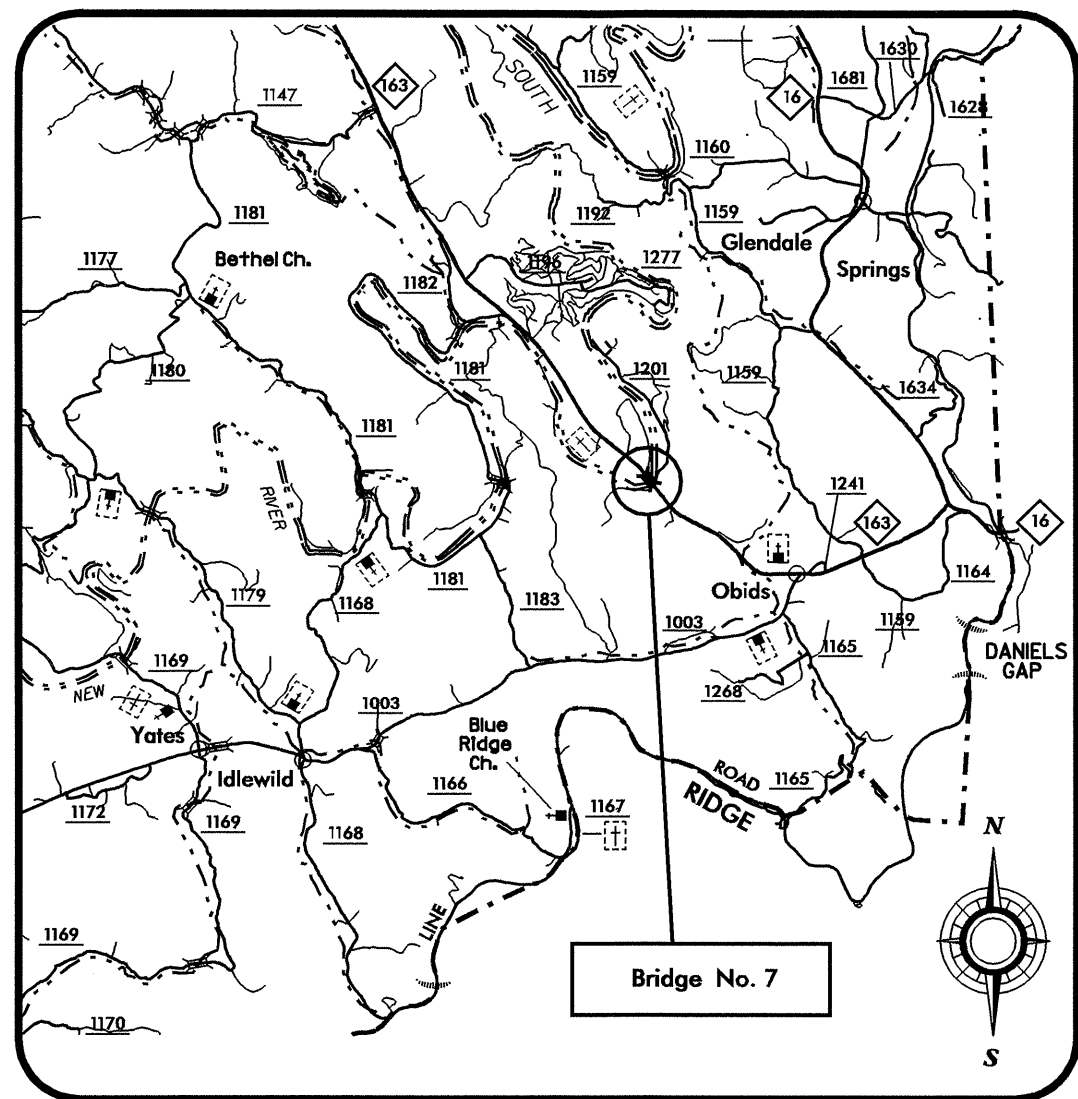 1630
1159
163
1681
16
SOUTH
1147
1628
1160
1192
1159
1181
Glendale
Bethel Ch.
1177
1277
Springs
1196
1182
1180
1181
1201
1159
1634
1181
1241
RIVER
163
16
1181
1164
1179
1168
1183
Obids
1003
1159
1165
DANIELS
GAP
1169
NEW
1268
1003
Yates
Blue
Ridge
Ch.
ROAD
1165
Idlewild
1166
RIDGE
1167
1172
1169
1168
N
LINE
1169
Bridge No. 7
1170
S